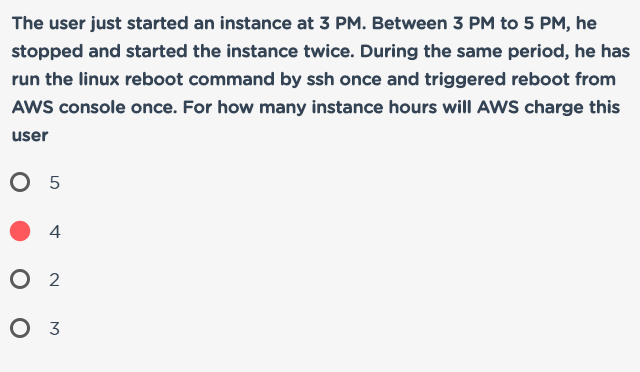 The user just started an instance at 3 PM. Between 3 PM to 5 PM, he
stopped and started the instance twice. During the same period, he has
run the linux reboot command by ssh once and triggered reboot from
AWS console once. For how many instance hours will AWS charge this
user
5
4
2
3